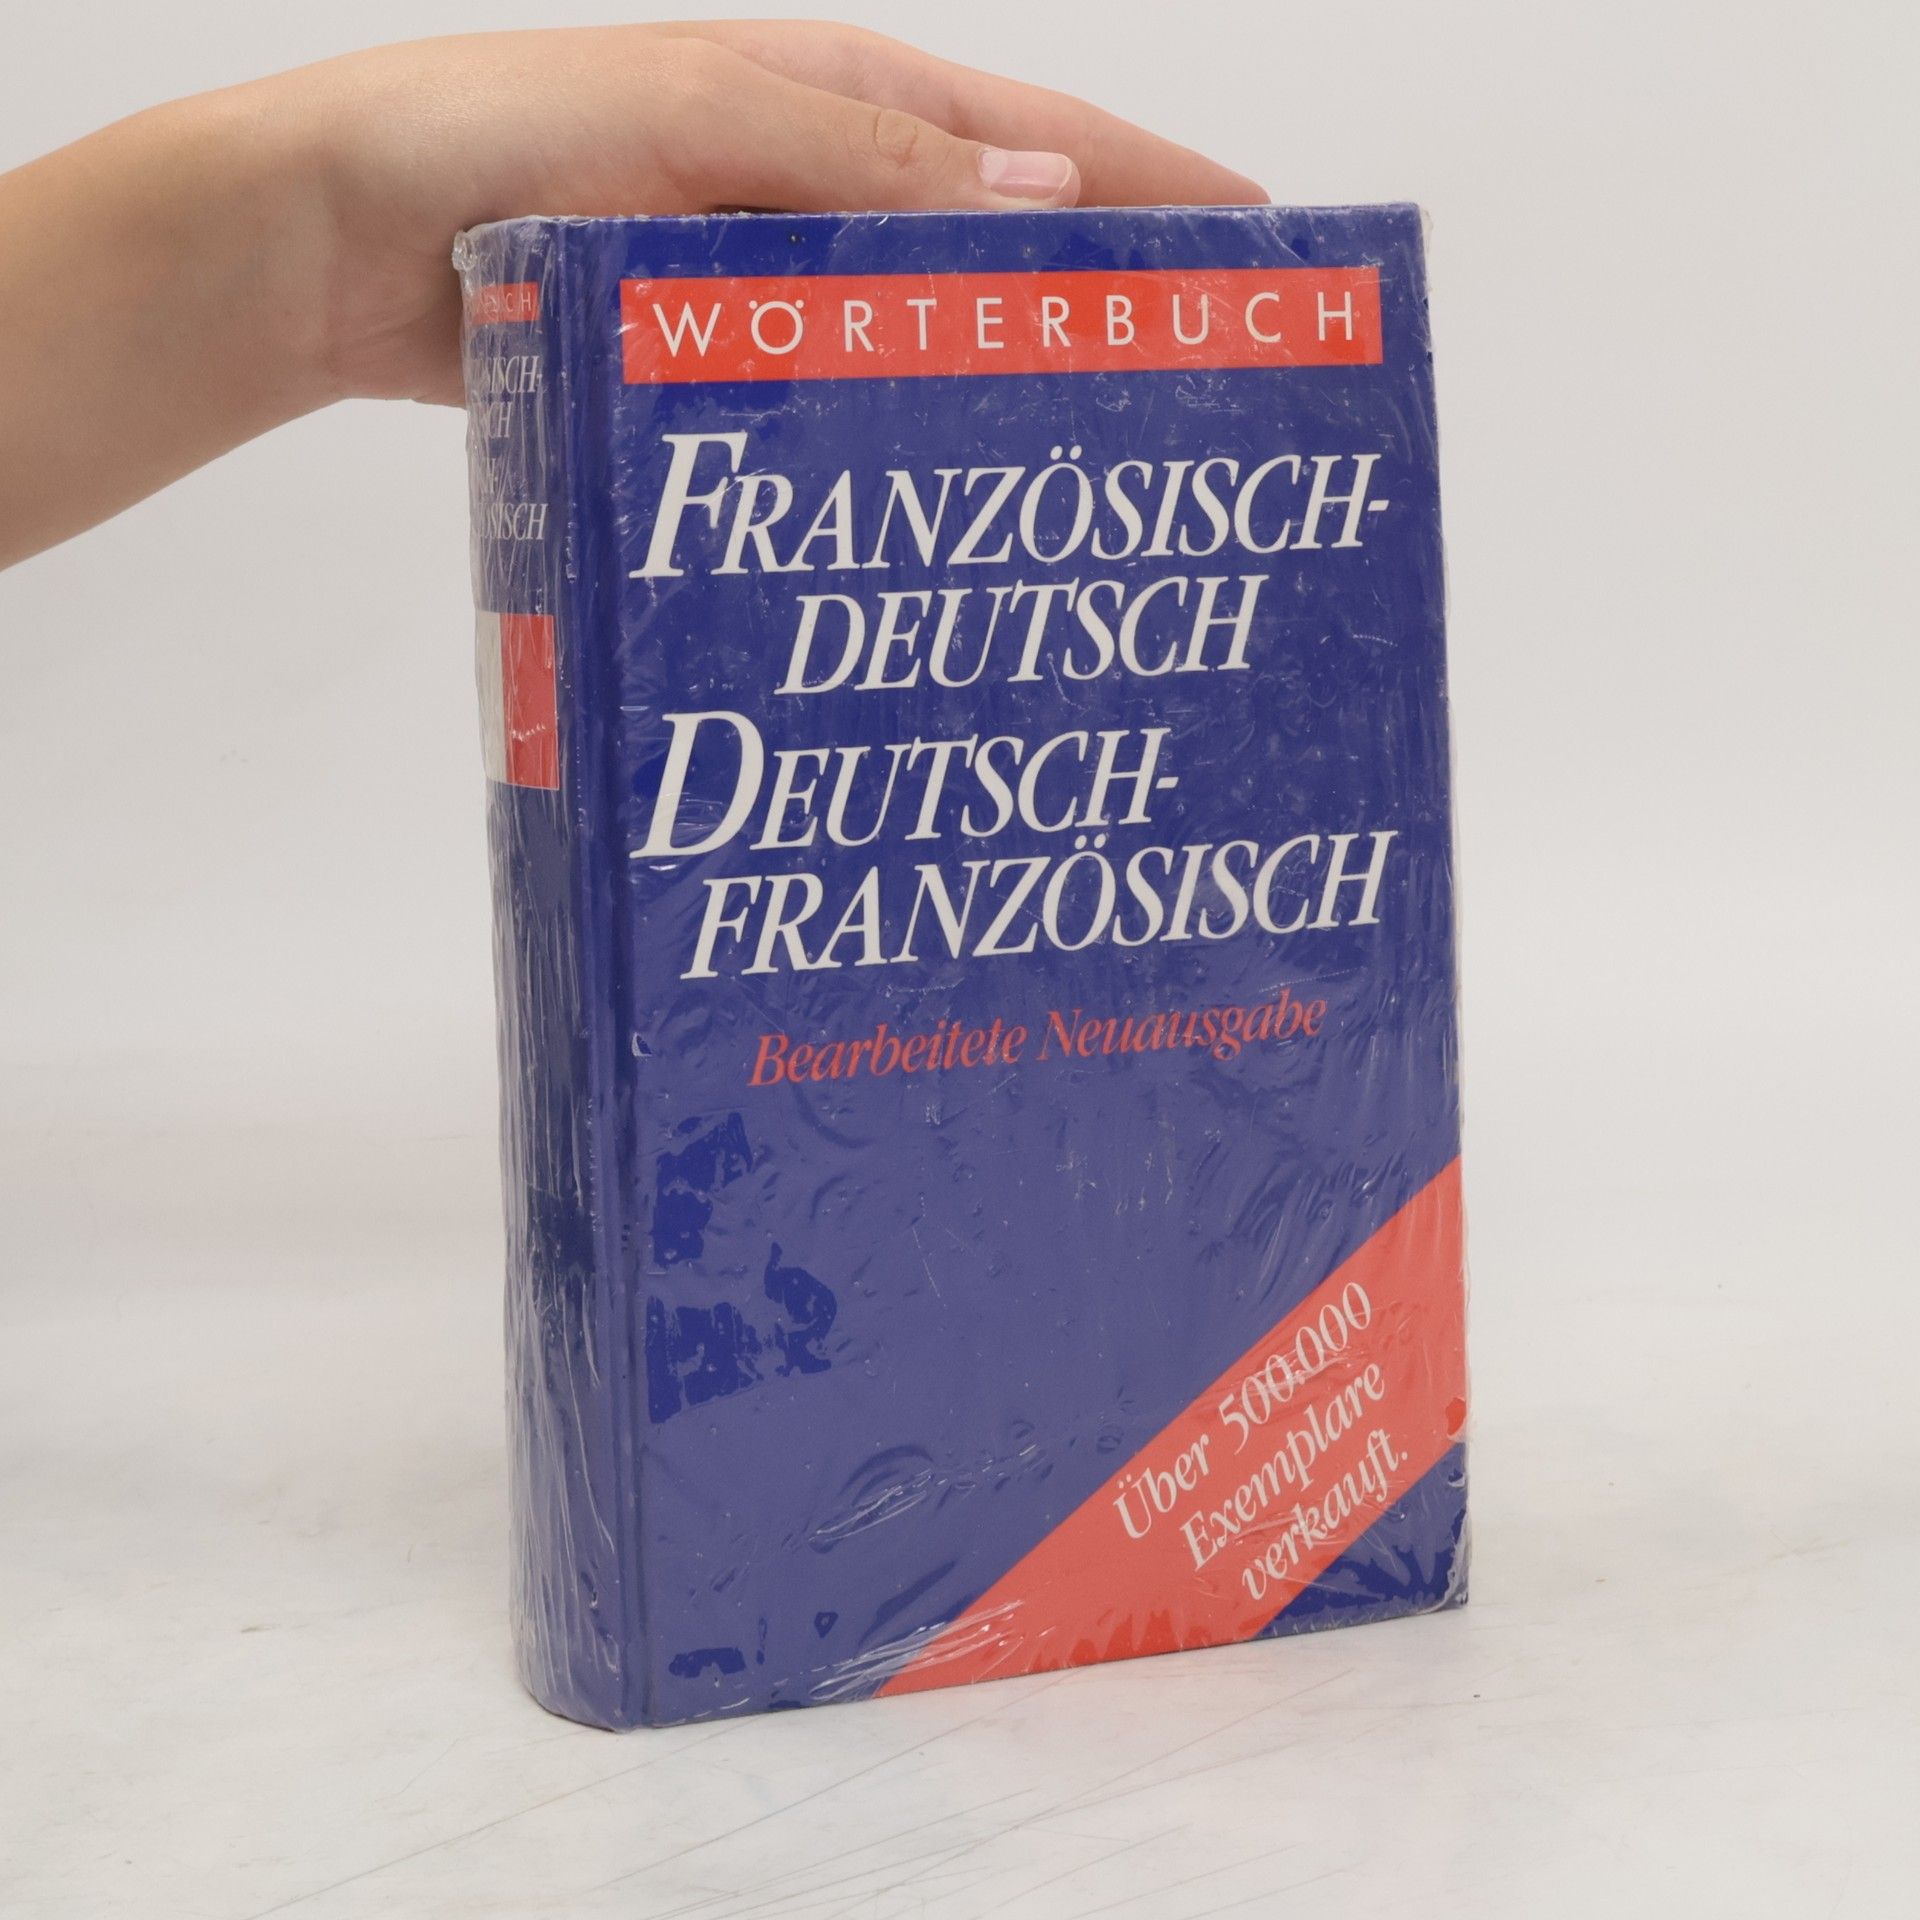 WÖRTERBUCH
FRANZÖSISCH-
DEUTSCH
DEUTSCH-
FRANZÖSISCH
Bearbeitete Neuausgabe
Über 500.000
Exemplare
verkauft.